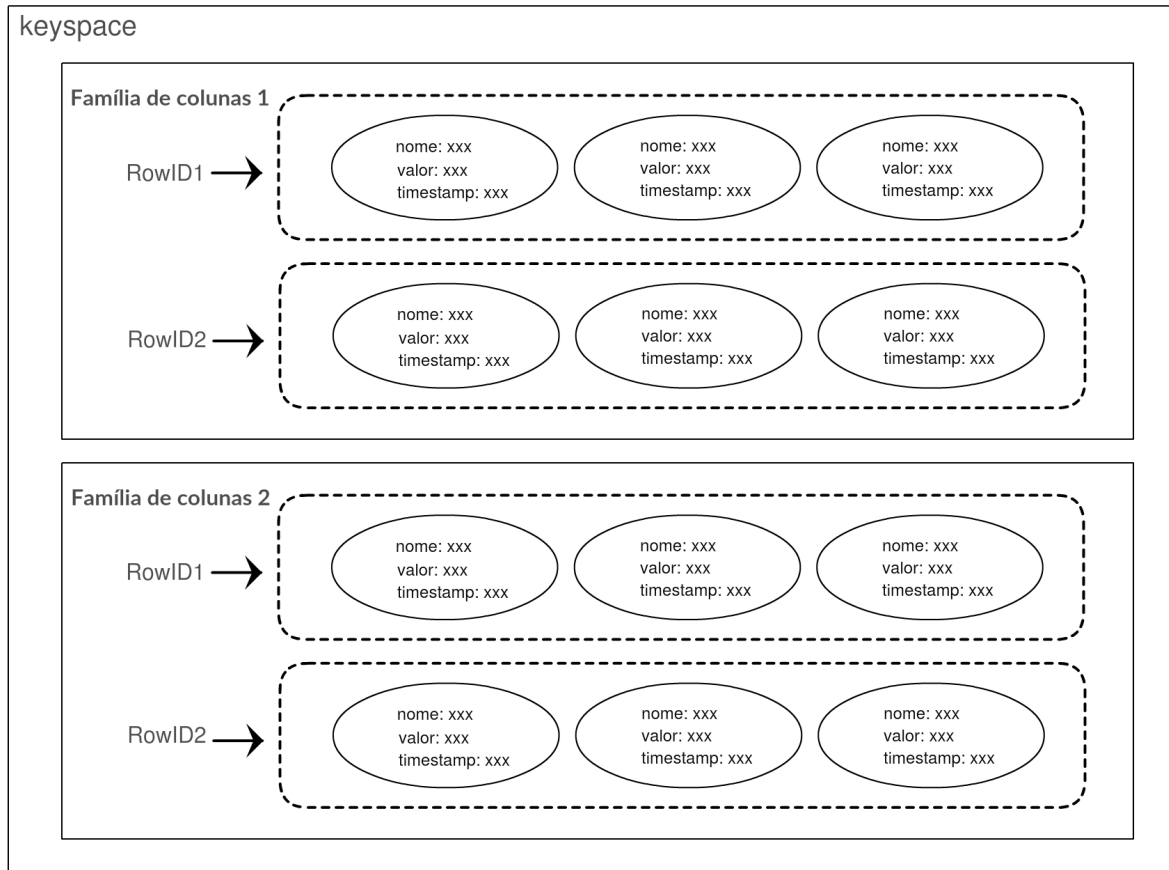 keyspace
Família de colunas 1
RowID1
nome: xxx
valor: xxx
timestamp: xxx
nome: xxx
valor: xxx
timestamp: xxx
nome: xxx
valor: xxx
timestamp: xxx
RowID2
nome: xxx
valor: xxx
timestamp: xxx
nome: xxx
valor: xxx
timestamp: xxx
nome: xxx
valor: xxx
timestamp: xxx
Família de colunas 2
RowID1
nome: xxx
valor: xxx
timestamp: xxx
nome: xxx
valor: xxx
timestamp: xxx
nome: xxx
valor: xxx
timestamp: xxx
RowID2
nome: xxx
valor: xxx
timestamp: xxx
nome: xxx
valor: xxx
timestamp: xxx
nome: xxx
valor: xxx
timestamp: xxx